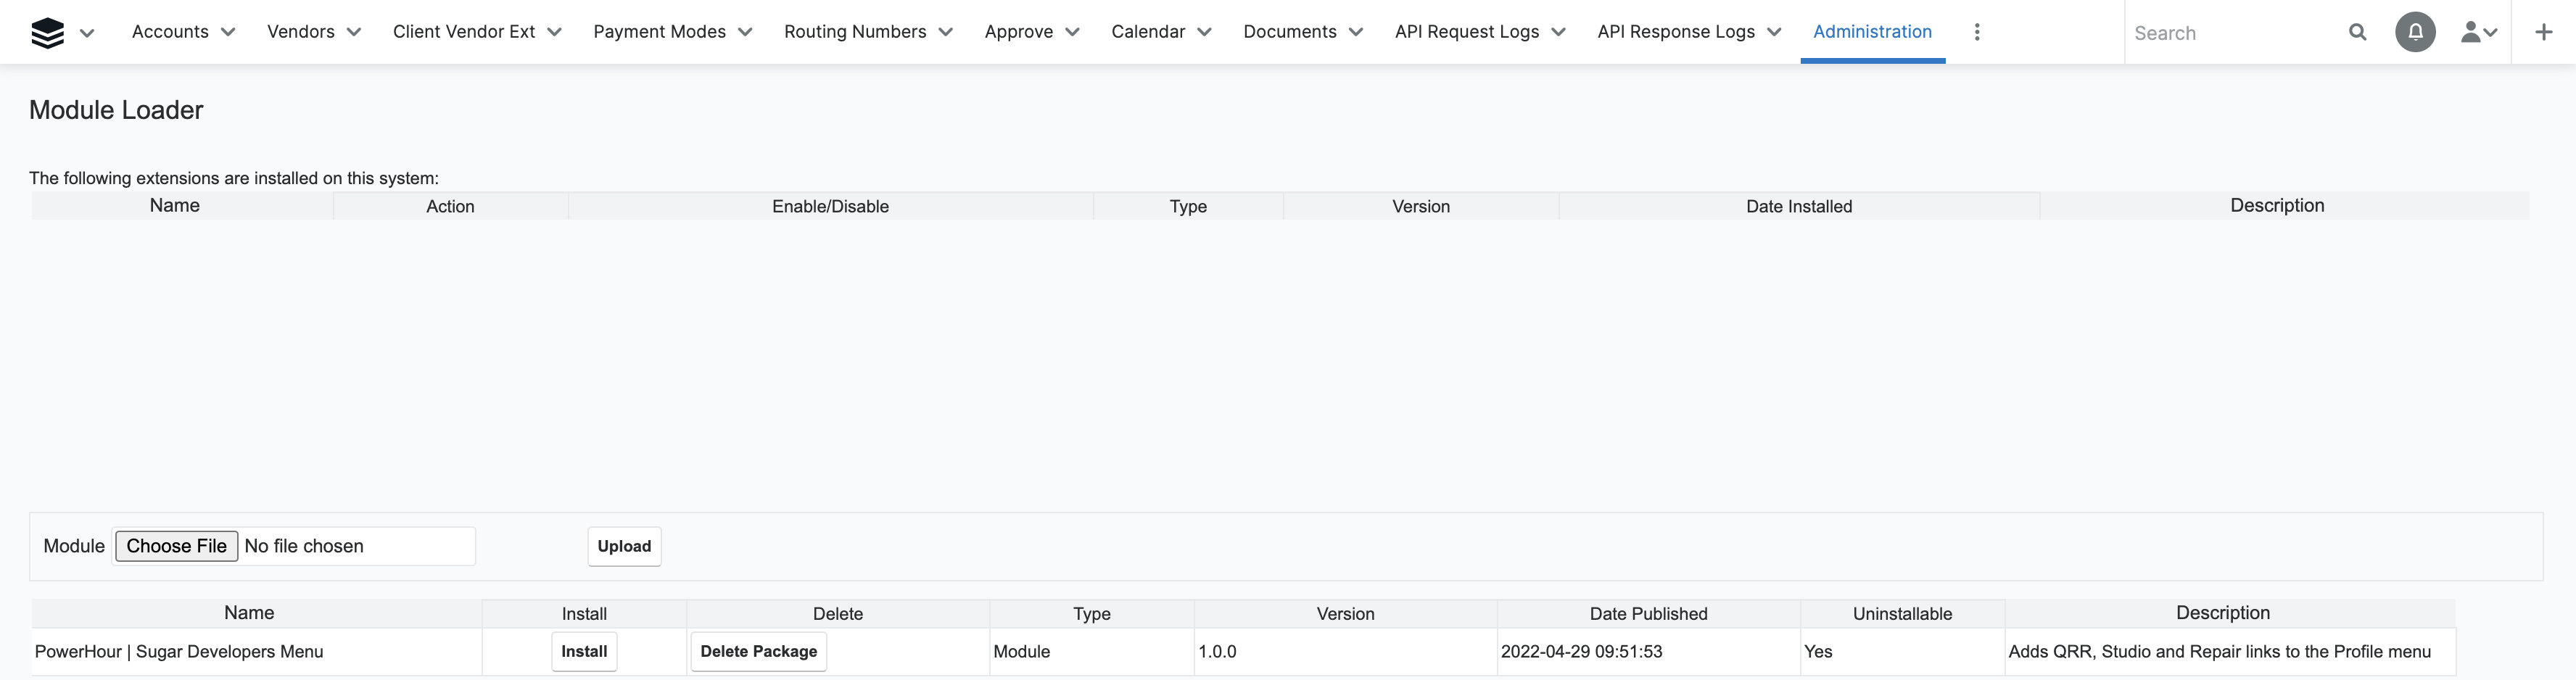 Accounts Vendors Client Vendor Ext Payment Modes Routing Numbers Approve Calendar Documents API Request Logs API Response Logs Administration Search
Module Loader
The following extensions are installed on this system:
Name Action Enable/Disable Type Version Date Installed Description
Module Choose File No file chosen Upload
Name Install Delete Type Version Date Published Uninstallable Description
PowerHour | Sugar Developers Menu Install Delete Package Module 1.0.0 2022-04-29 09:51:53 Yes Adds QRR, Studio and Repair links to the Profile menu